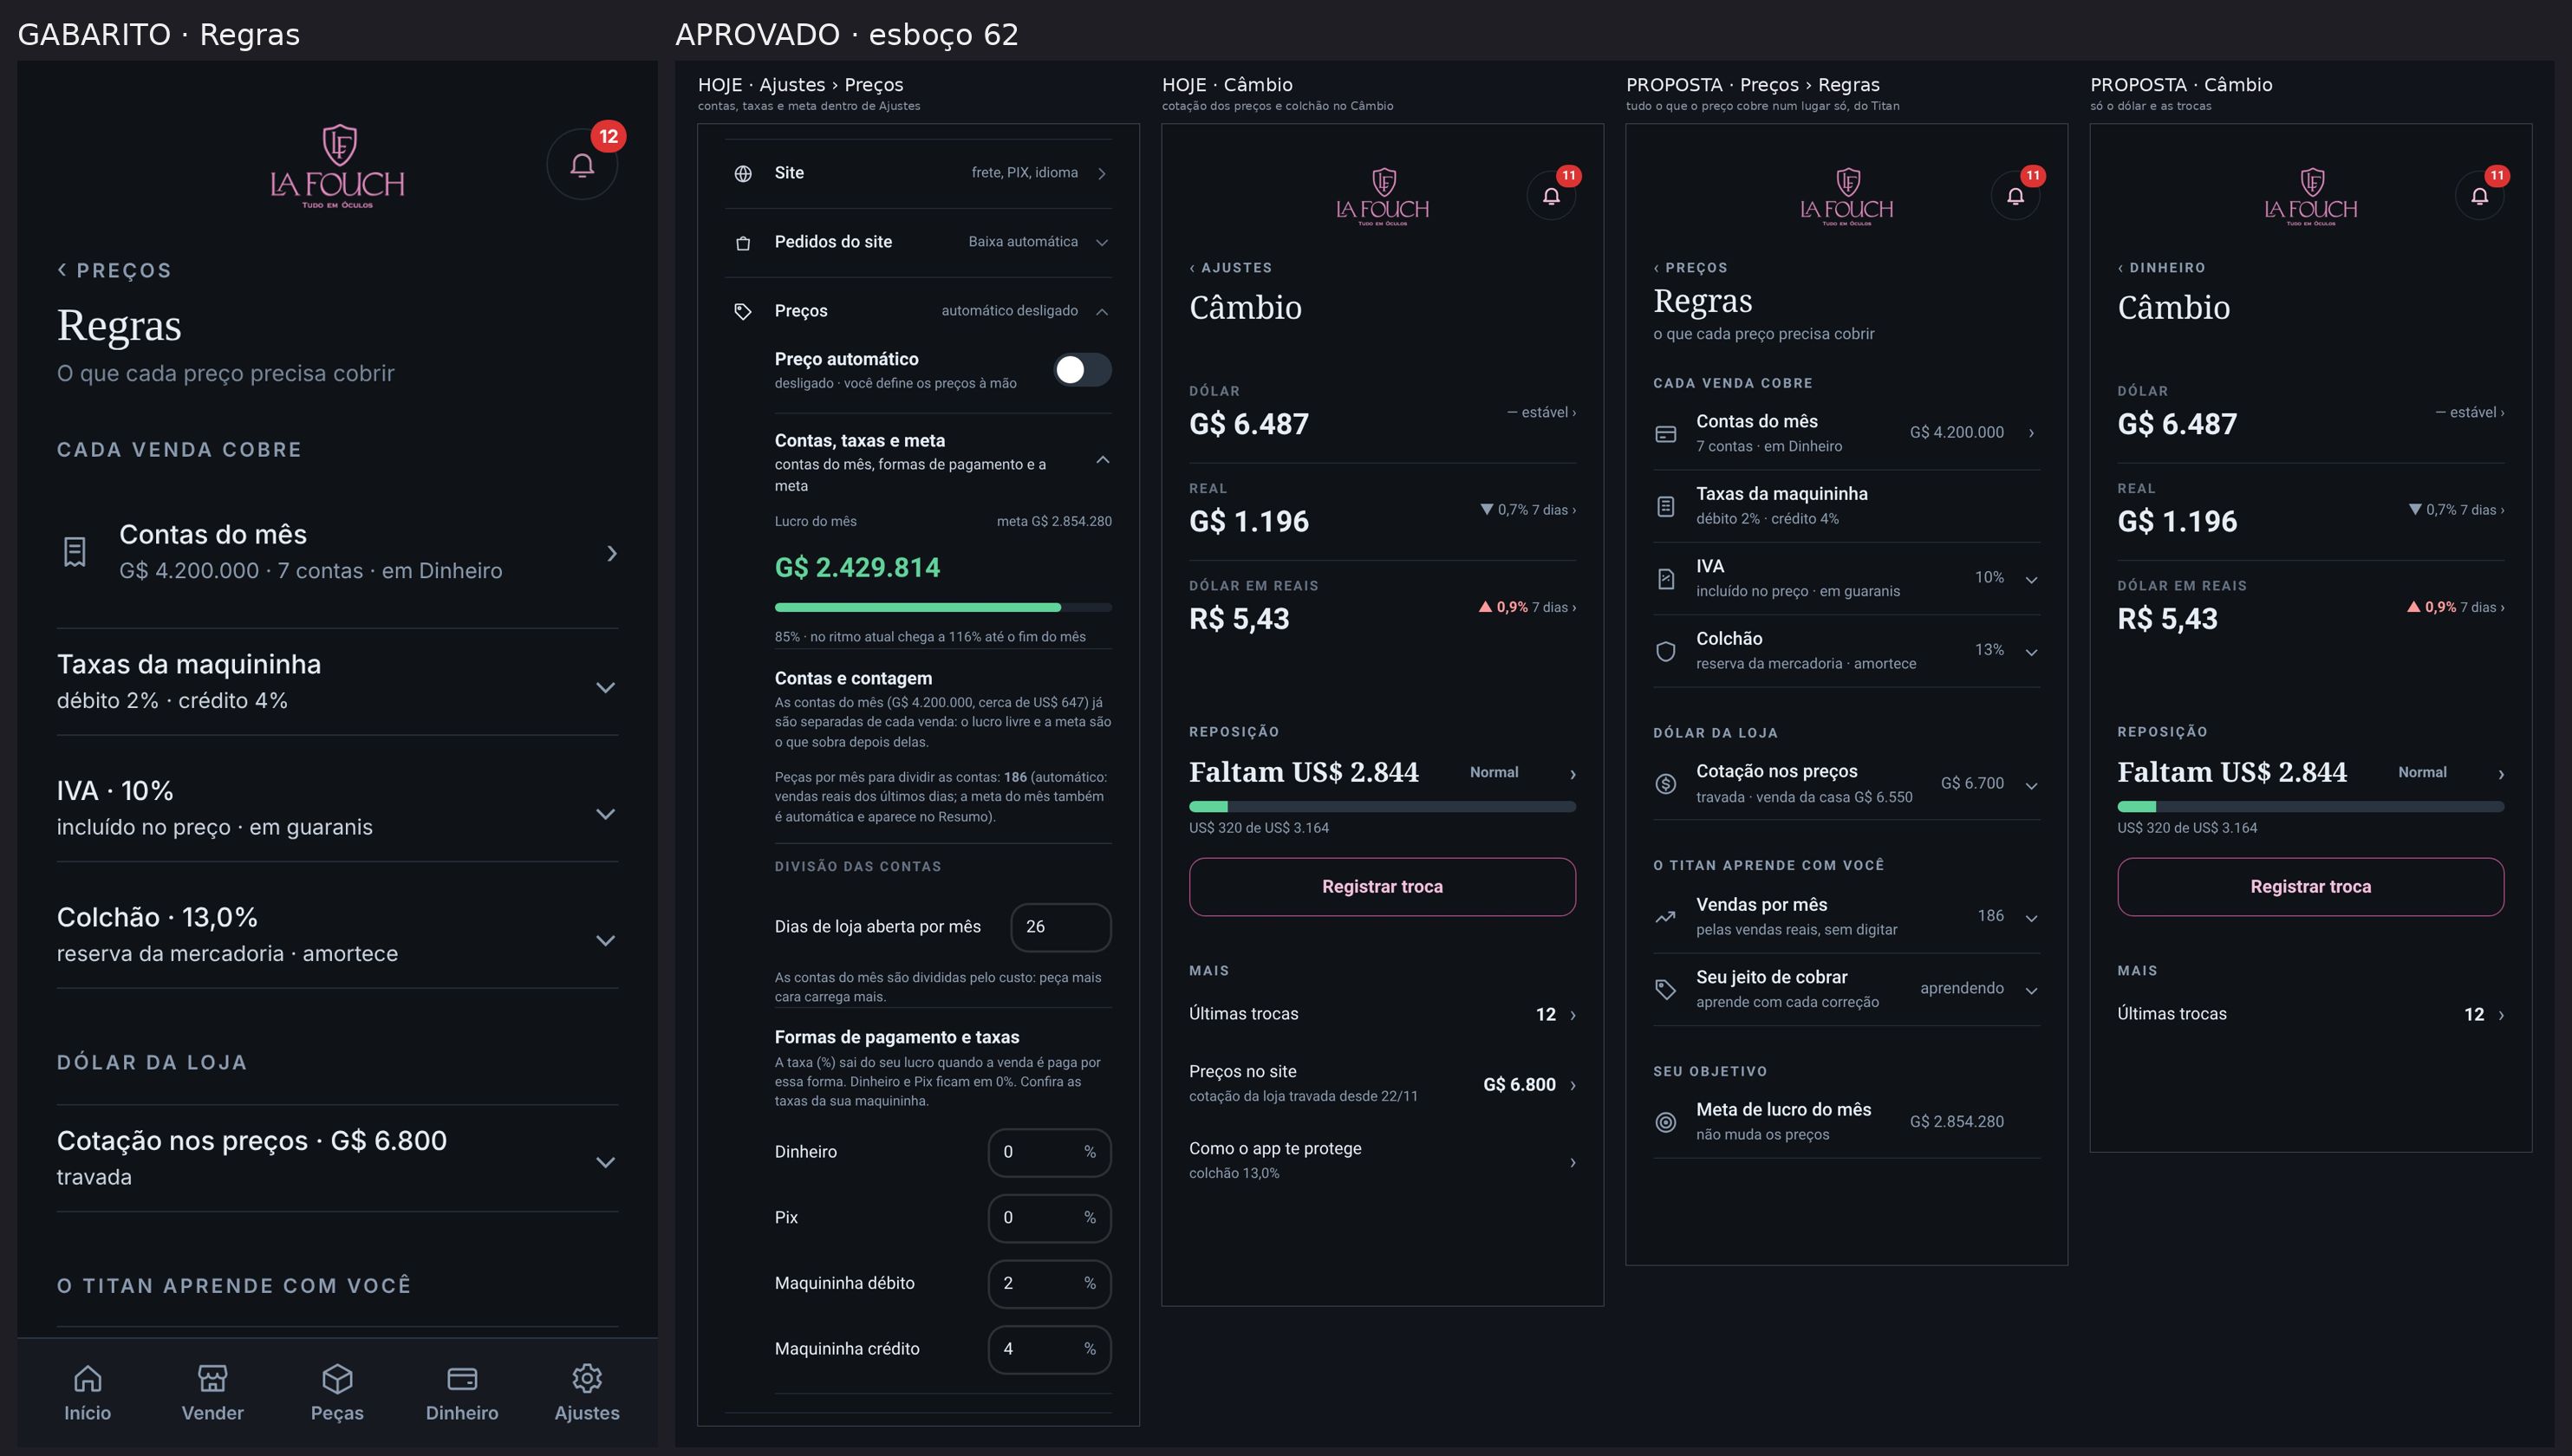 GABARITO · Regras
12
LA FOUCH
TUDO EM ÓCULOS
‹ PREÇOS
Regras
O que cada preço precisa cobrir
CADA VENDA COBRE
Contas do mês
G$ 4.200.000 · 7 contas · em Dinheiro
Taxas da maquininha
débito 2% · crédito 4%
IVA · 10%
incluído no preço · em guaranis
Colchão · 13,0%
reserva da mercadoria · amortece
DÓLAR DA LOJA
Cotação nos preços · G$ 6.800
travada
O TITAN APRENDE COM VOCÊ
Início
Vender
Peças
Dinheiro
Ajustes
APROVADO · esboço 62
HOJE · Ajustes › Preços
contas, taxas e meta dentro de Ajustes
Site
frete, PIX, idioma
Pedidos do site
Baixa automática
Preços
automático desligado
Preço automático
desligado · você define os preços à mão
Contas, taxas e meta
contas do mês, formas de pagamento e a
meta
Lucro do mês
meta G$ 2.854.280
G$ 2.429.814
85% · no ritmo atual chega a 116% até o fim do mês
Contas e contagem
As contas do mês (G$ 4.200.000, cerca de US$ 647) já
são separadas de cada venda: o lucro livre e a meta são
o que sobra depois delas.
Peças por mês para dividir as contas: 186 (automático:
vendas reais dos últimos dias; a meta do mês também
é automática e aparece no Resumo).
DIVISÃO DAS CONTAS
Dias de loja aberta por mês
26
As contas do mês são divididas pelo custo: peça mais
cara carrega mais.
Formas de pagamento e taxas
A taxa (%) sai do seu lucro quando a venda é paga por
essa forma. Dinheiro e Pix ficam em 0%. Confira as
taxas da sua maquininha.
Dinheiro
0 %
Pix
0 %
Maquininha débito
2 %
Maquininha crédito
4 %
HOJE · Câmbio
cotação dos preços e colchão no Câmbio
11
LA FOUCH
TUDO EM ÓCULOS
‹ AJUSTES
Câmbio
DÓLAR
G$ 6.487
— estável ›
REAL
G$ 1.196
▼ 0,7% 7 dias ›
DÓLAR EM REAIS
R$ 5,43
▲ 0,9% 7 dias ›
REPOSIÇÃO
Faltam US$ 2.844
Normal ›
US$ 320 de US$ 3.164
Registrar troca
MAIS
Últimas trocas
12 ›
Preços no site
cotação da loja travada desde 22/11
G$ 6.800 ›
Como o app te protege
colchão 13,0%
›
PROPOSTA · Preços › Regras
tudo o que o preço cobre num lugar só, do Titan
11
LA FOUCH
TUDO EM ÓCULOS
‹ PREÇOS
Regras
o que cada preço precisa cobrir
CADA VENDA COBRE
Contas do mês
7 contas · em Dinheiro
G$ 4.200.000 ›
Taxas da maquininha
débito 2% · crédito 4%
IVA
incluído no preço · em guaranis
10%
Colchão
reserva da mercadoria · amortece
13%
DÓLAR DA LOJA
Cotação nos preços
travada · venda da casa G$ 6.550
G$ 6.700
O TITAN APRENDE COM VOCÊ
Vendas por mês
pelas vendas reais, sem digitar
186
Seu jeito de cobrar
aprende com cada correção
aprendendo
SEU OBJETIVO
Meta de lucro do mês
não muda os preços
G$ 2.854.280
PROPOSTA · Câmbio
só o dólar e as trocas
11
LA FOUCH
TUDO EM ÓCULOS
‹ DINHEIRO
Câmbio
DÓLAR
G$ 6.487
— estável ›
REAL
G$ 1.196
▼ 0,7% 7 dias ›
DÓLAR EM REAIS
R$ 5,43
▲ 0,9% 7 dias ›
REPOSIÇÃO
Faltam US$ 2.844
Normal ›
US$ 320 de US$ 3.164
Registrar troca
MAIS
Últimas trocas
12 ›